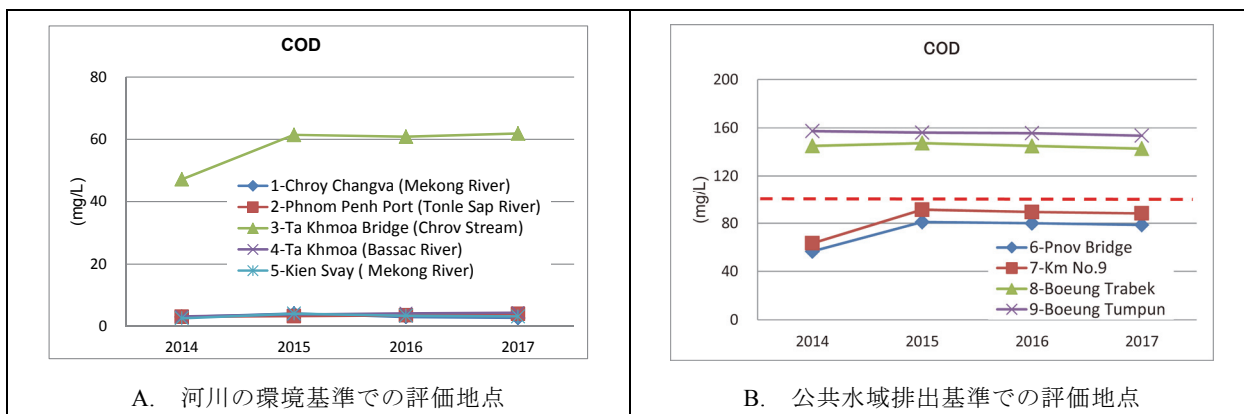 COD
80
60
40
20
0
(mg/L)
1-Chroy Changva (Mekong River)
2-Phnom Penh Port (Tonle Sap River)
3-Ta Khmoa Bridge (Chrov Stream)
4-Ta Khmoa (Bassac River)
5-Kien Svay ( Mekong River)
2014 2015 2016 2017
A. 河川の環境基準での評価地点
COD
200
160
120
80
40
0
(mg/L)
6-Pnov Bridge
7-Km No.9
8-Boeung Trabek
9-Boeung Tumpun
2014 2015 2016 2017
B. 公共水域排出基準での評価地点